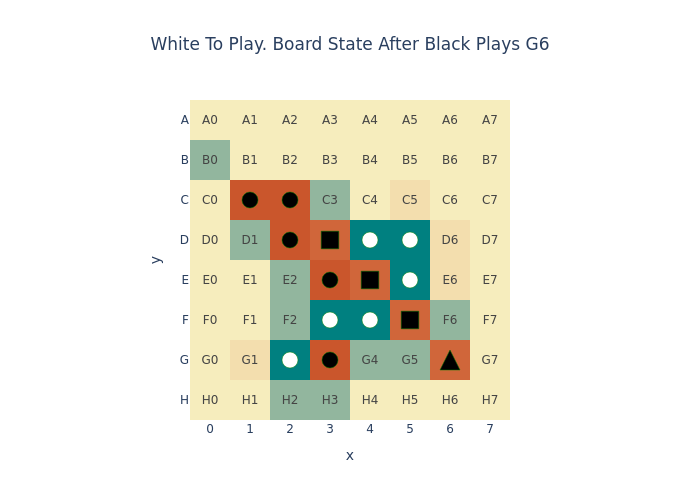 White To Play. Board State After Black Plays G6
A A0 A1 A2 A3 A4 A5 A6 A7
B B0 B1 B2 B3 B4 B5 B6 B7
C C0 C3 C4 C5 C6 C7
D D0 D1 D6 D7
E E0 E1 E2 E6 E7
F F0 F1 F2 F6 F7
G G0 G1 G4 G5 G7
H H0 H1 H2 H3 H4 H5 H6 H7
0 1 2 3 4 5 6 7
x
y